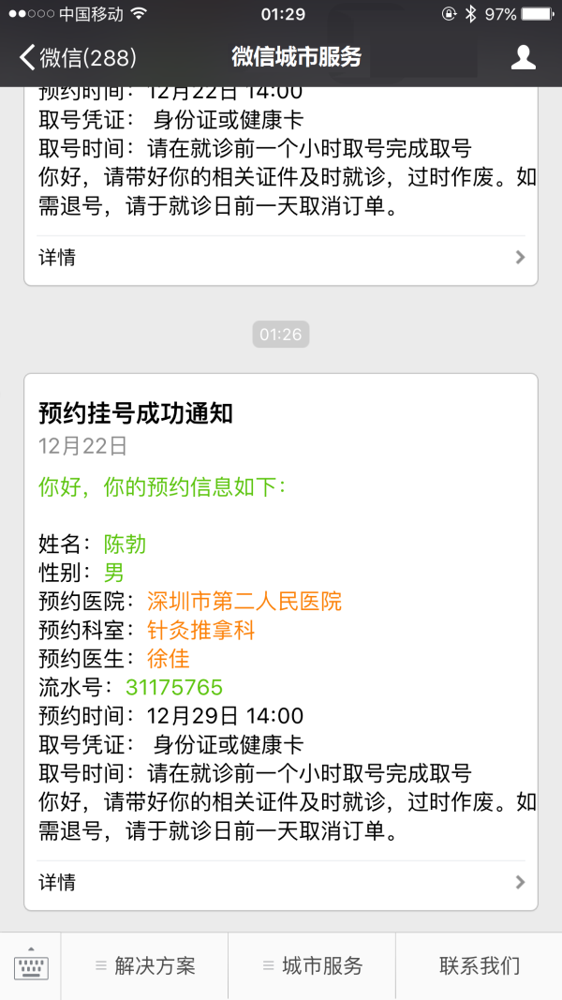 中国移动 01:29 97%
微信(288) 微信城市服务
预约时间：12月22日 14:00
取号凭证： 身份证或健康卡
取号时间：请在就诊前一个小时取号完成取号
你好，请带好你的相关证件及时就诊，过时作废。如
需退号，请于就诊日前一天取消订单。
详情
01:26
预约挂号成功通知
12月22日
你好，你的预约信息如下：
姓名：陈勃
性别：男
预约医院：深圳市第二人民医院
预约科室：针灸推拿科
预约医生：徐佳
流水号：31175765
预约时间：12月29日 14:00
取号凭证： 身份证或健康卡
取号时间：请在就诊前一个小时取号完成取号
你好，请带好你的相关证件及时就诊，过时作废。如
需退号，请于就诊日前一天取消订单。
详情
解决方案 城市服务 联系我们